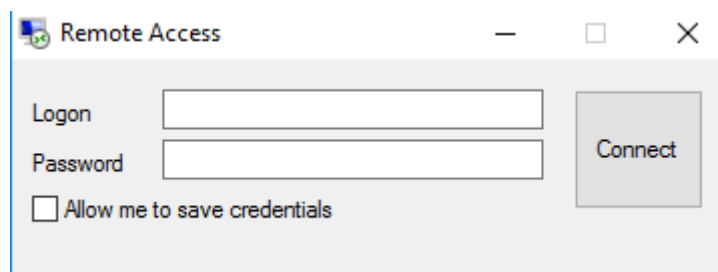 Remote Access
Logon
Password
Connect
Allow me to save credentials